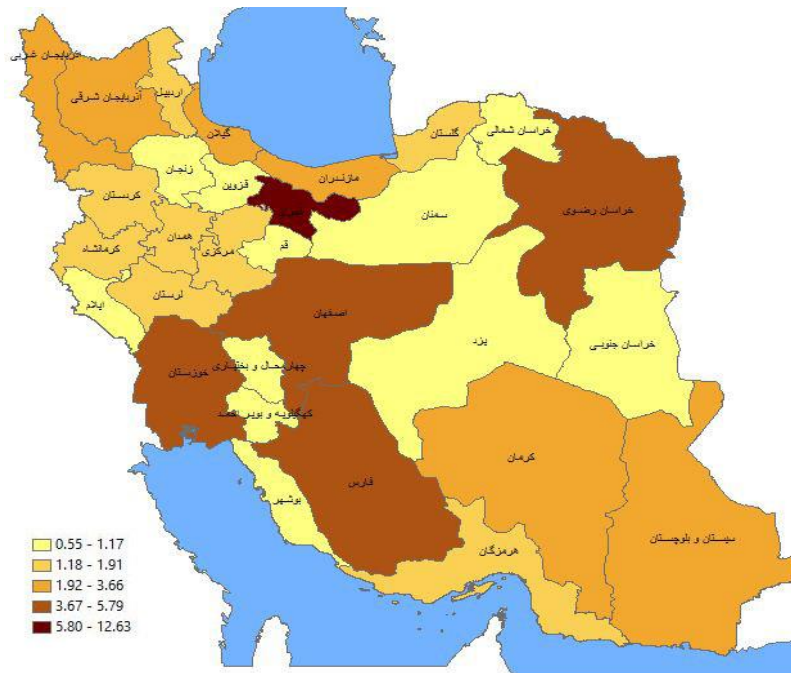 آذربایجان غربی
آذربایجان شرقی
اردبیل
گیلان
گلستان
خراسان شمالی
زنجان
قزوین
مازندران
کردستان
سمنان
خراسان رضوی
همدان
مرکزی
قم
کرمانشاه
لرستان
ایلام
اصفهان
یزد
خراسان جنوبی
خوزستان
چهارمحال و بختیاری
کهگیلویه و بویر احمد
فارس
کرمان
بوشهر
سیستان و بلوچستان
هرمزگان
0.55 - 1.17
1.18 - 1.91
1.92 - 3.66
3.67 - 5.79
5.80 - 12.63